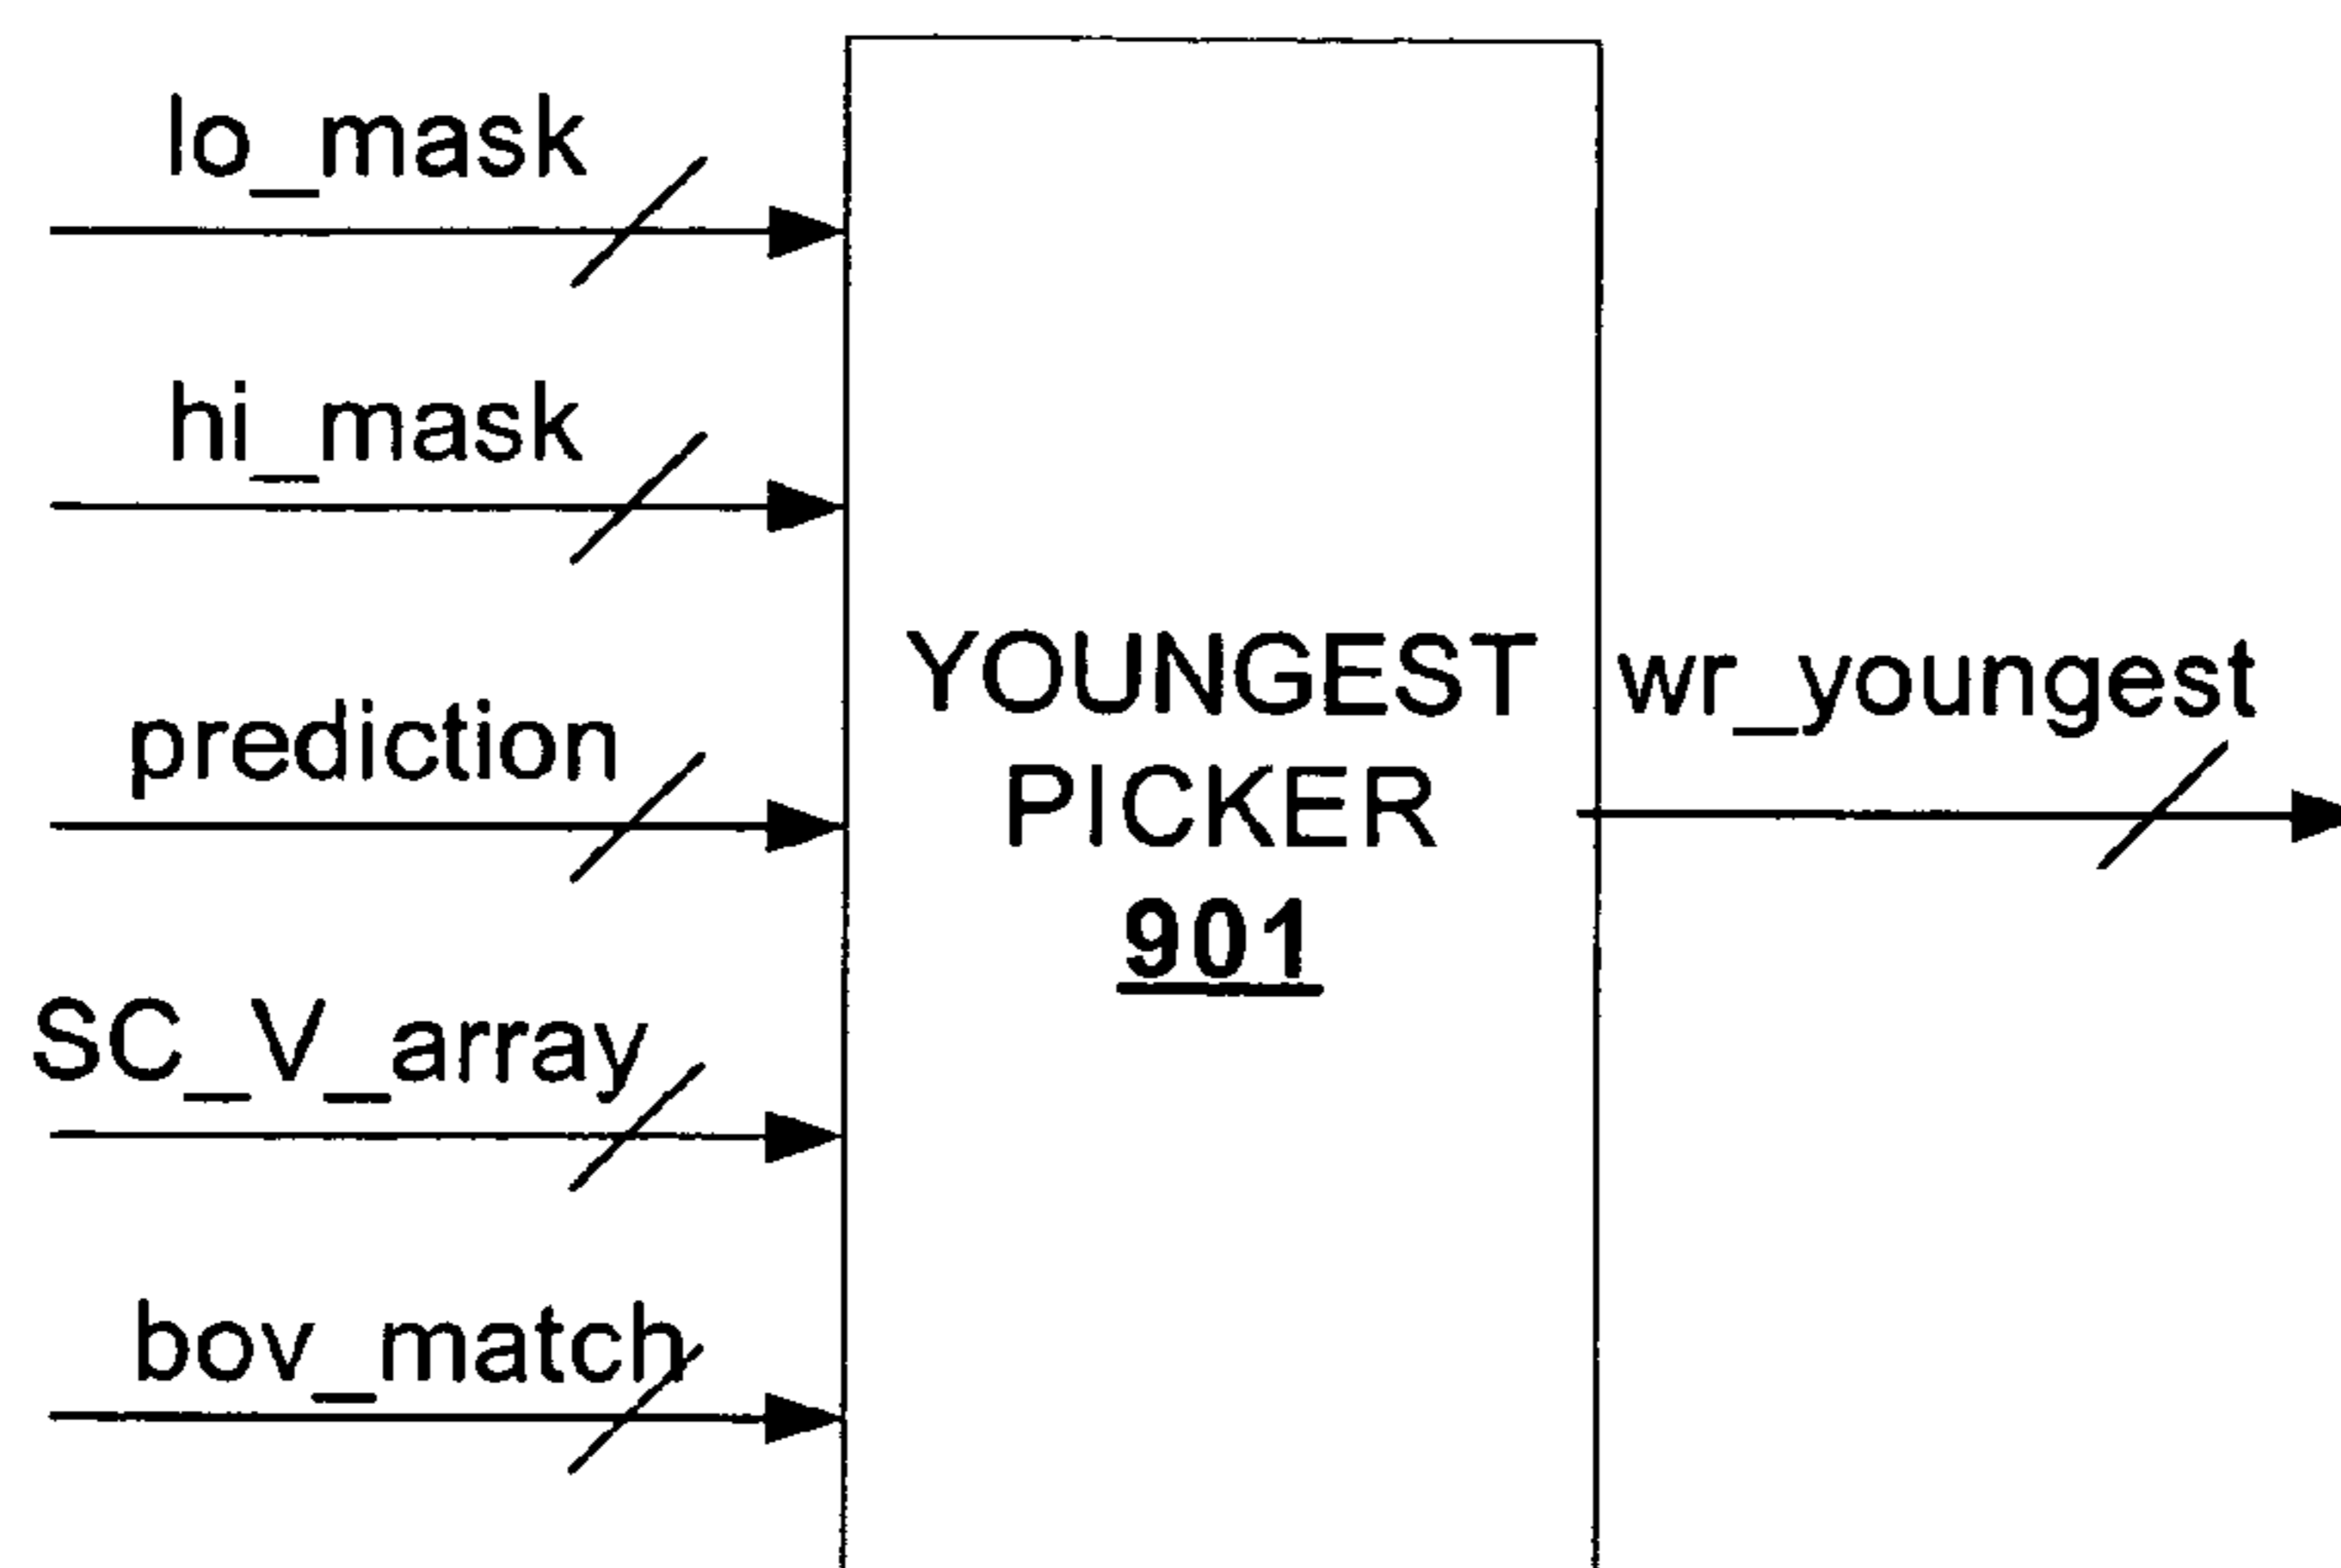 lo_mask
hi_mask
prediction
SC_V_array
bov_match
YOUNGEST
PICKER
901
wr_youngest